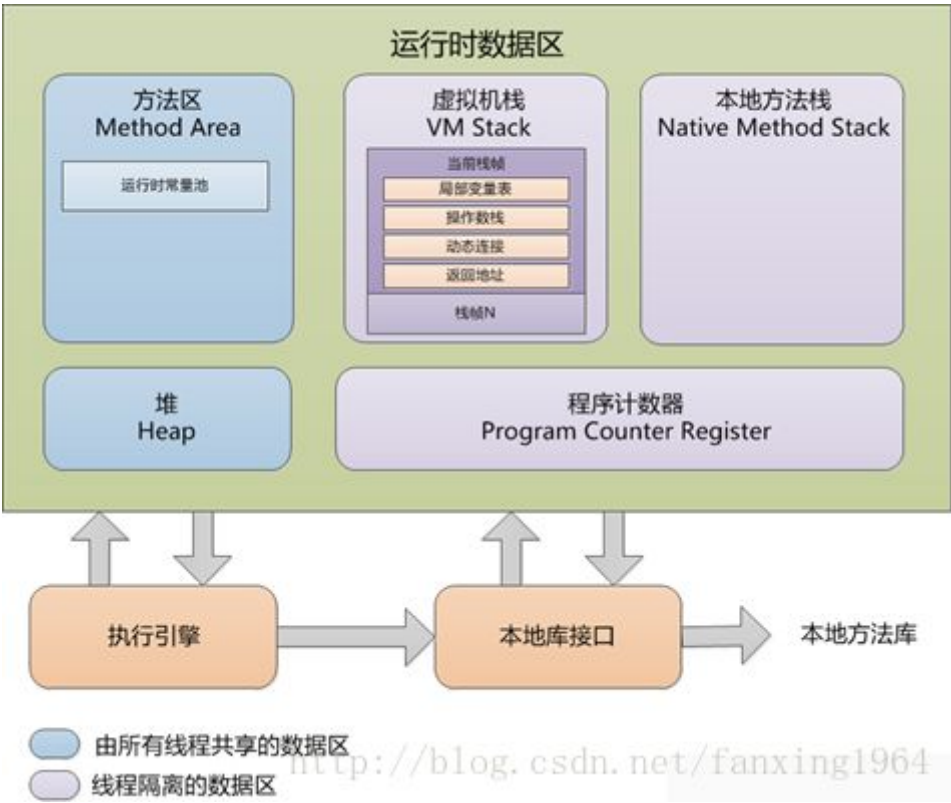 运行时数据区
方法区
Method Area
运行时常量池
虚拟机栈
VM Stack
当前栈帧
局部变量表
操作数栈
动态连接
返回地址
栈帧N
本地方法栈
Native Method Stack
堆
Heap
程序计数器
Program Counter Register
执行引擎
本地库接口
本地方法库
由所有线程共享的数据区
线程隔离的数据区
http://blog.csdn.net/fanxing1964